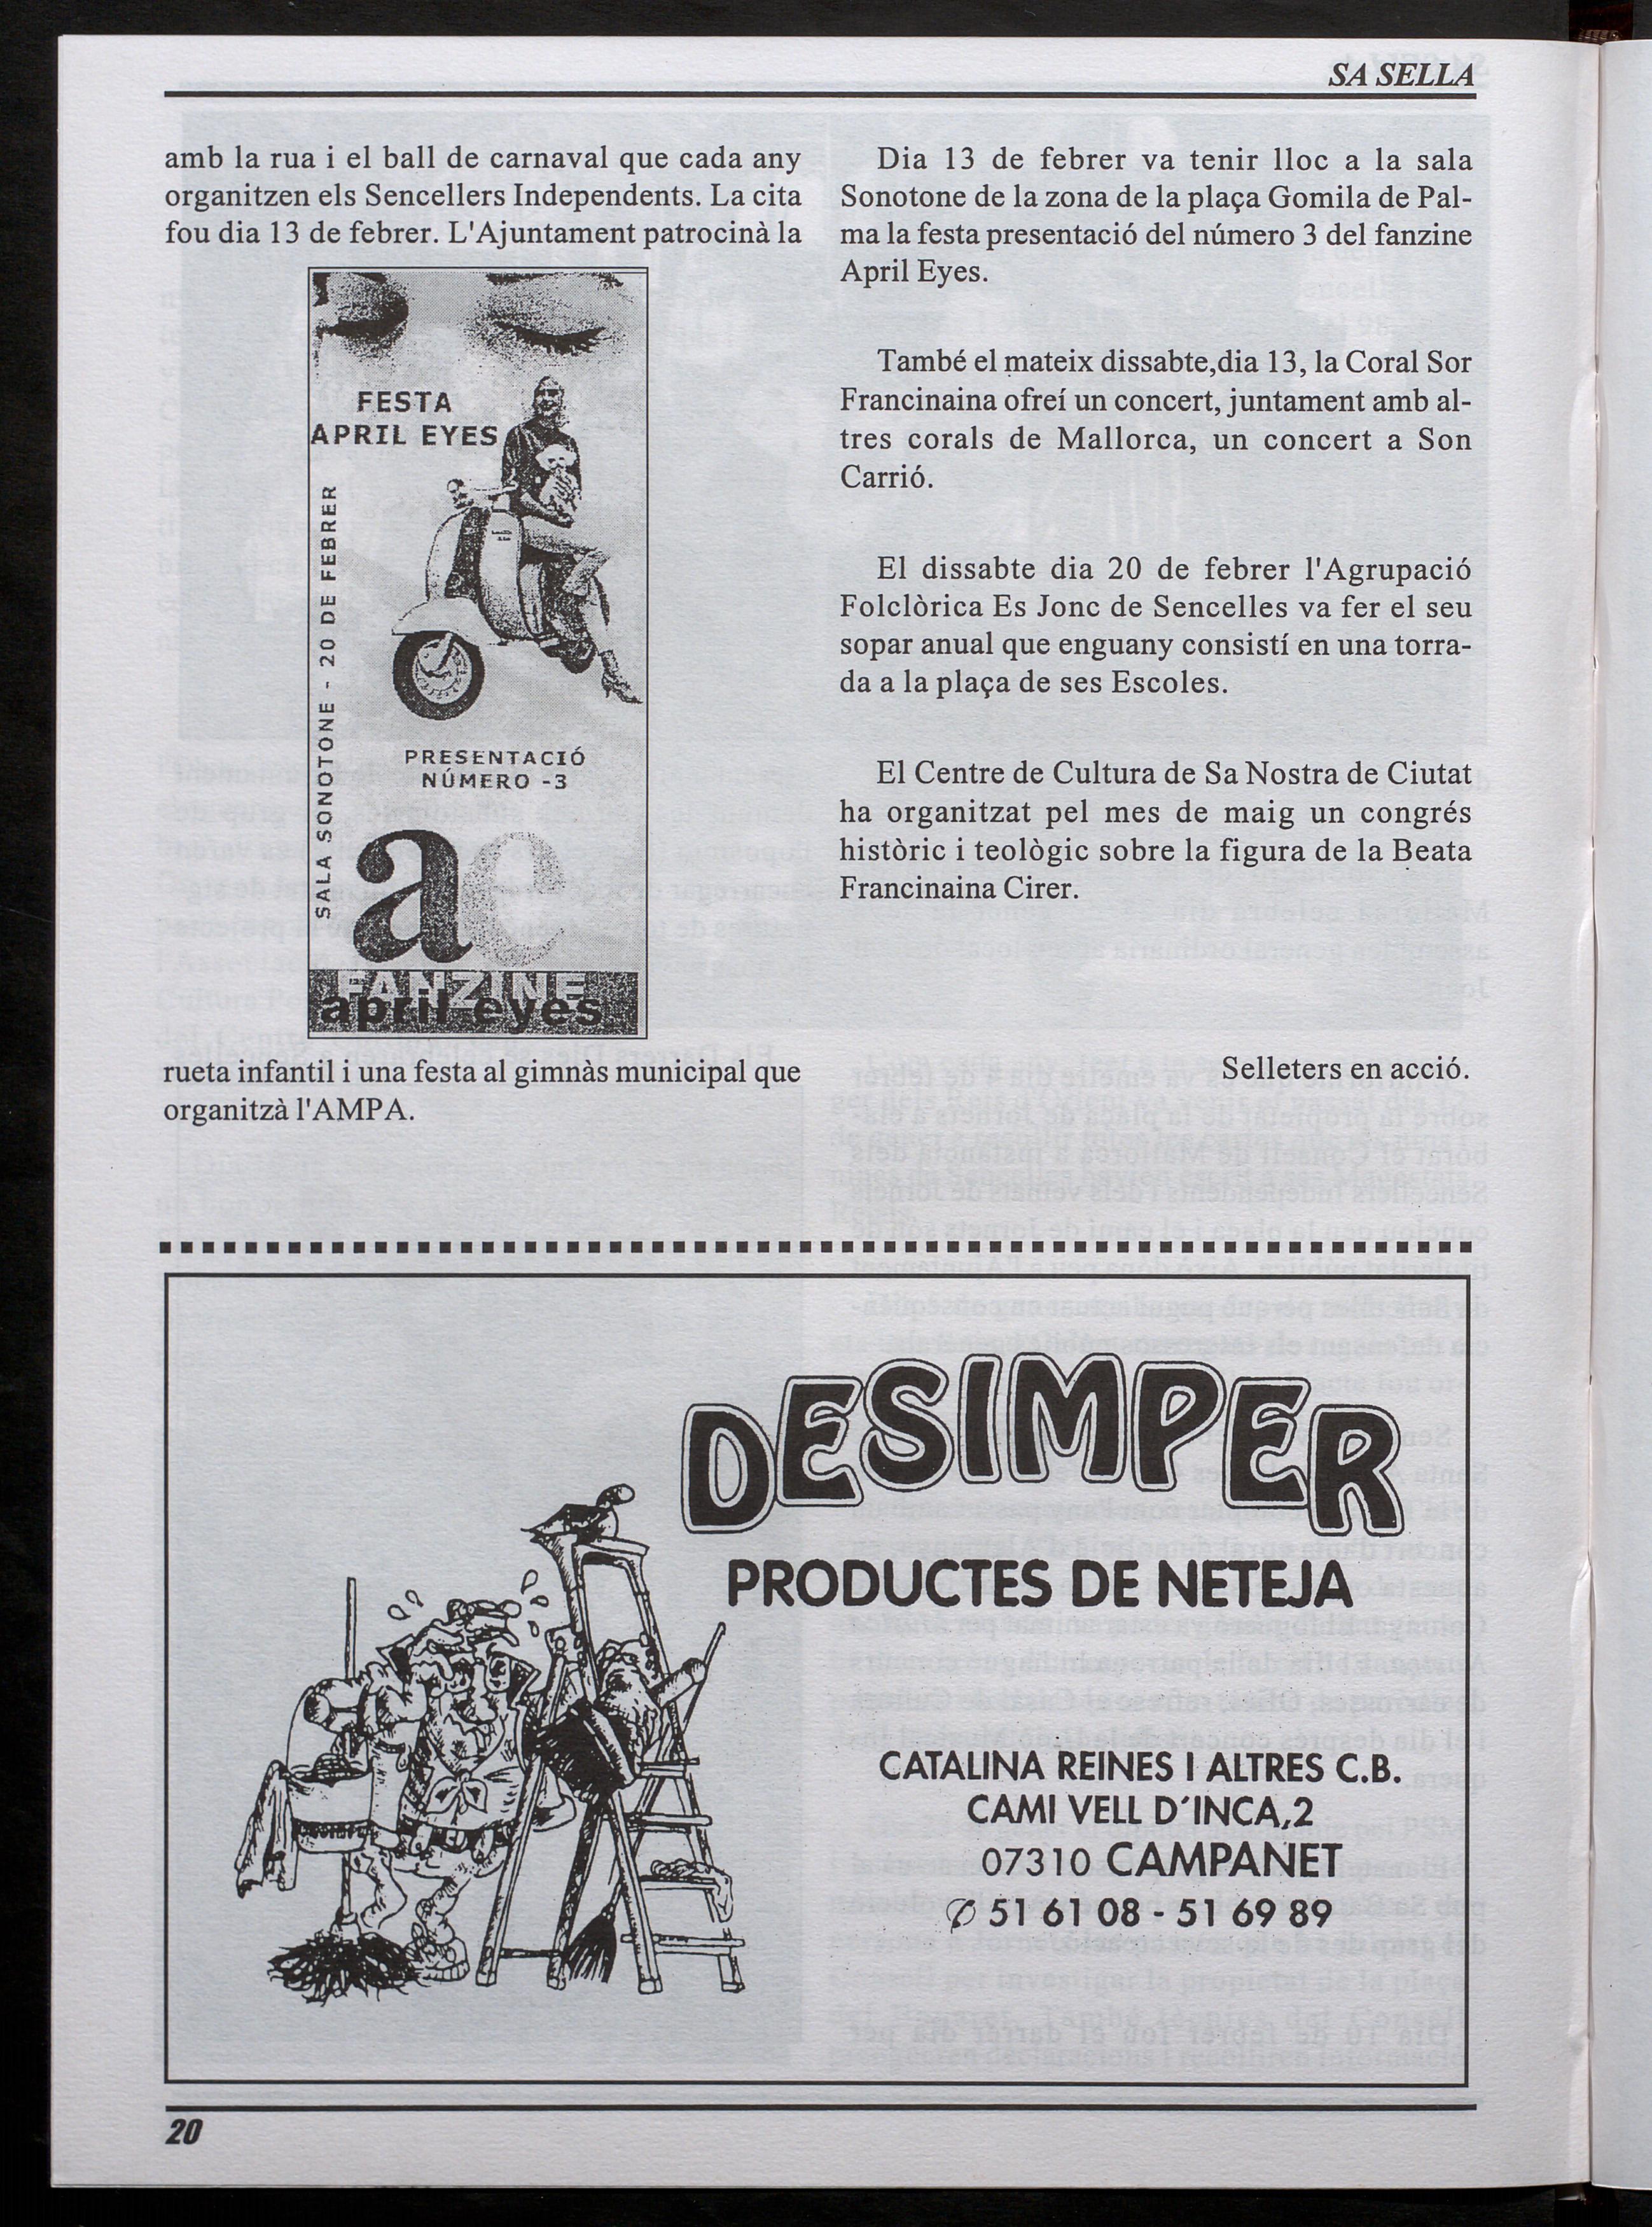 SA SELLA
amb la rua i el ball de carnaval que cada any
organitzen els Sencellers Independents. La cita
fou dia 13 de febrer. L'Ajuntament patrocinà la
FESTA
APRIL EYES
SALA SONOTONE - 20 DE FEBRER
PRESENTACIÓ
NÚMERO -3
ae
FANZINE
april eyes
rueta infantil i una festa al gimnàs municipal que
organitzà l'AMPA.
Dia 13 de febrer va tenir lloc a la sala
Sonotone de la zona de la plaça Gomila de Pal-
ma la festa presentació del número 3 del fanzine
April Eyes.
També el mateix dissabte,dia 13, la Coral Sor
Francinaina ofreí un concert, juntament amb al-
tres corals de Mallorca, un concert a Son
Carrió.
El dissabte dia 20 de febrer l'Agrupació
Folclòrica Es Jonc de Sencelles va fer el seu
sopar anual que enguany consistí en una torra-
da a la plaça de ses Escoles.
El Centre de Cultura de Sa Nostra de Ciutat
ha organitzat pel mes de maig un congrés
històric i teològic sobre la figura de la Beata
Francinaina Cirer.
Selleters en acció.
DESIMPER
PRODUCTES DE NETEJA
CATALINA REINES I ALTRES C.B.
CAMI VELL D´INCA,2
07310 CAMPANET
✆ 51 61 08 - 51 69 89
20